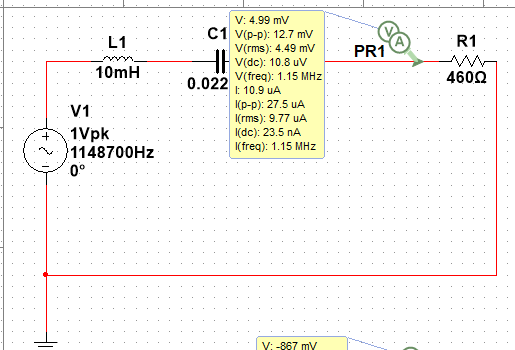 V: 4.99 mV
V(p-p): 12.7 mV
V(rms): 4.49 mV
V(dc): 10.8 uV
V(freq): 1.15 MHz
I: 10.9 uA
I(p-p): 27.5 uA
I(rms): 9.77 uA
I(dc): 23.5 nA
I(freq): 1.15 MHz
L1
10mH
C1
0.022
V
A
PR1
R1
460Ω
V1
+
1Vpk
1148700Hz
0°
V: -867 mV